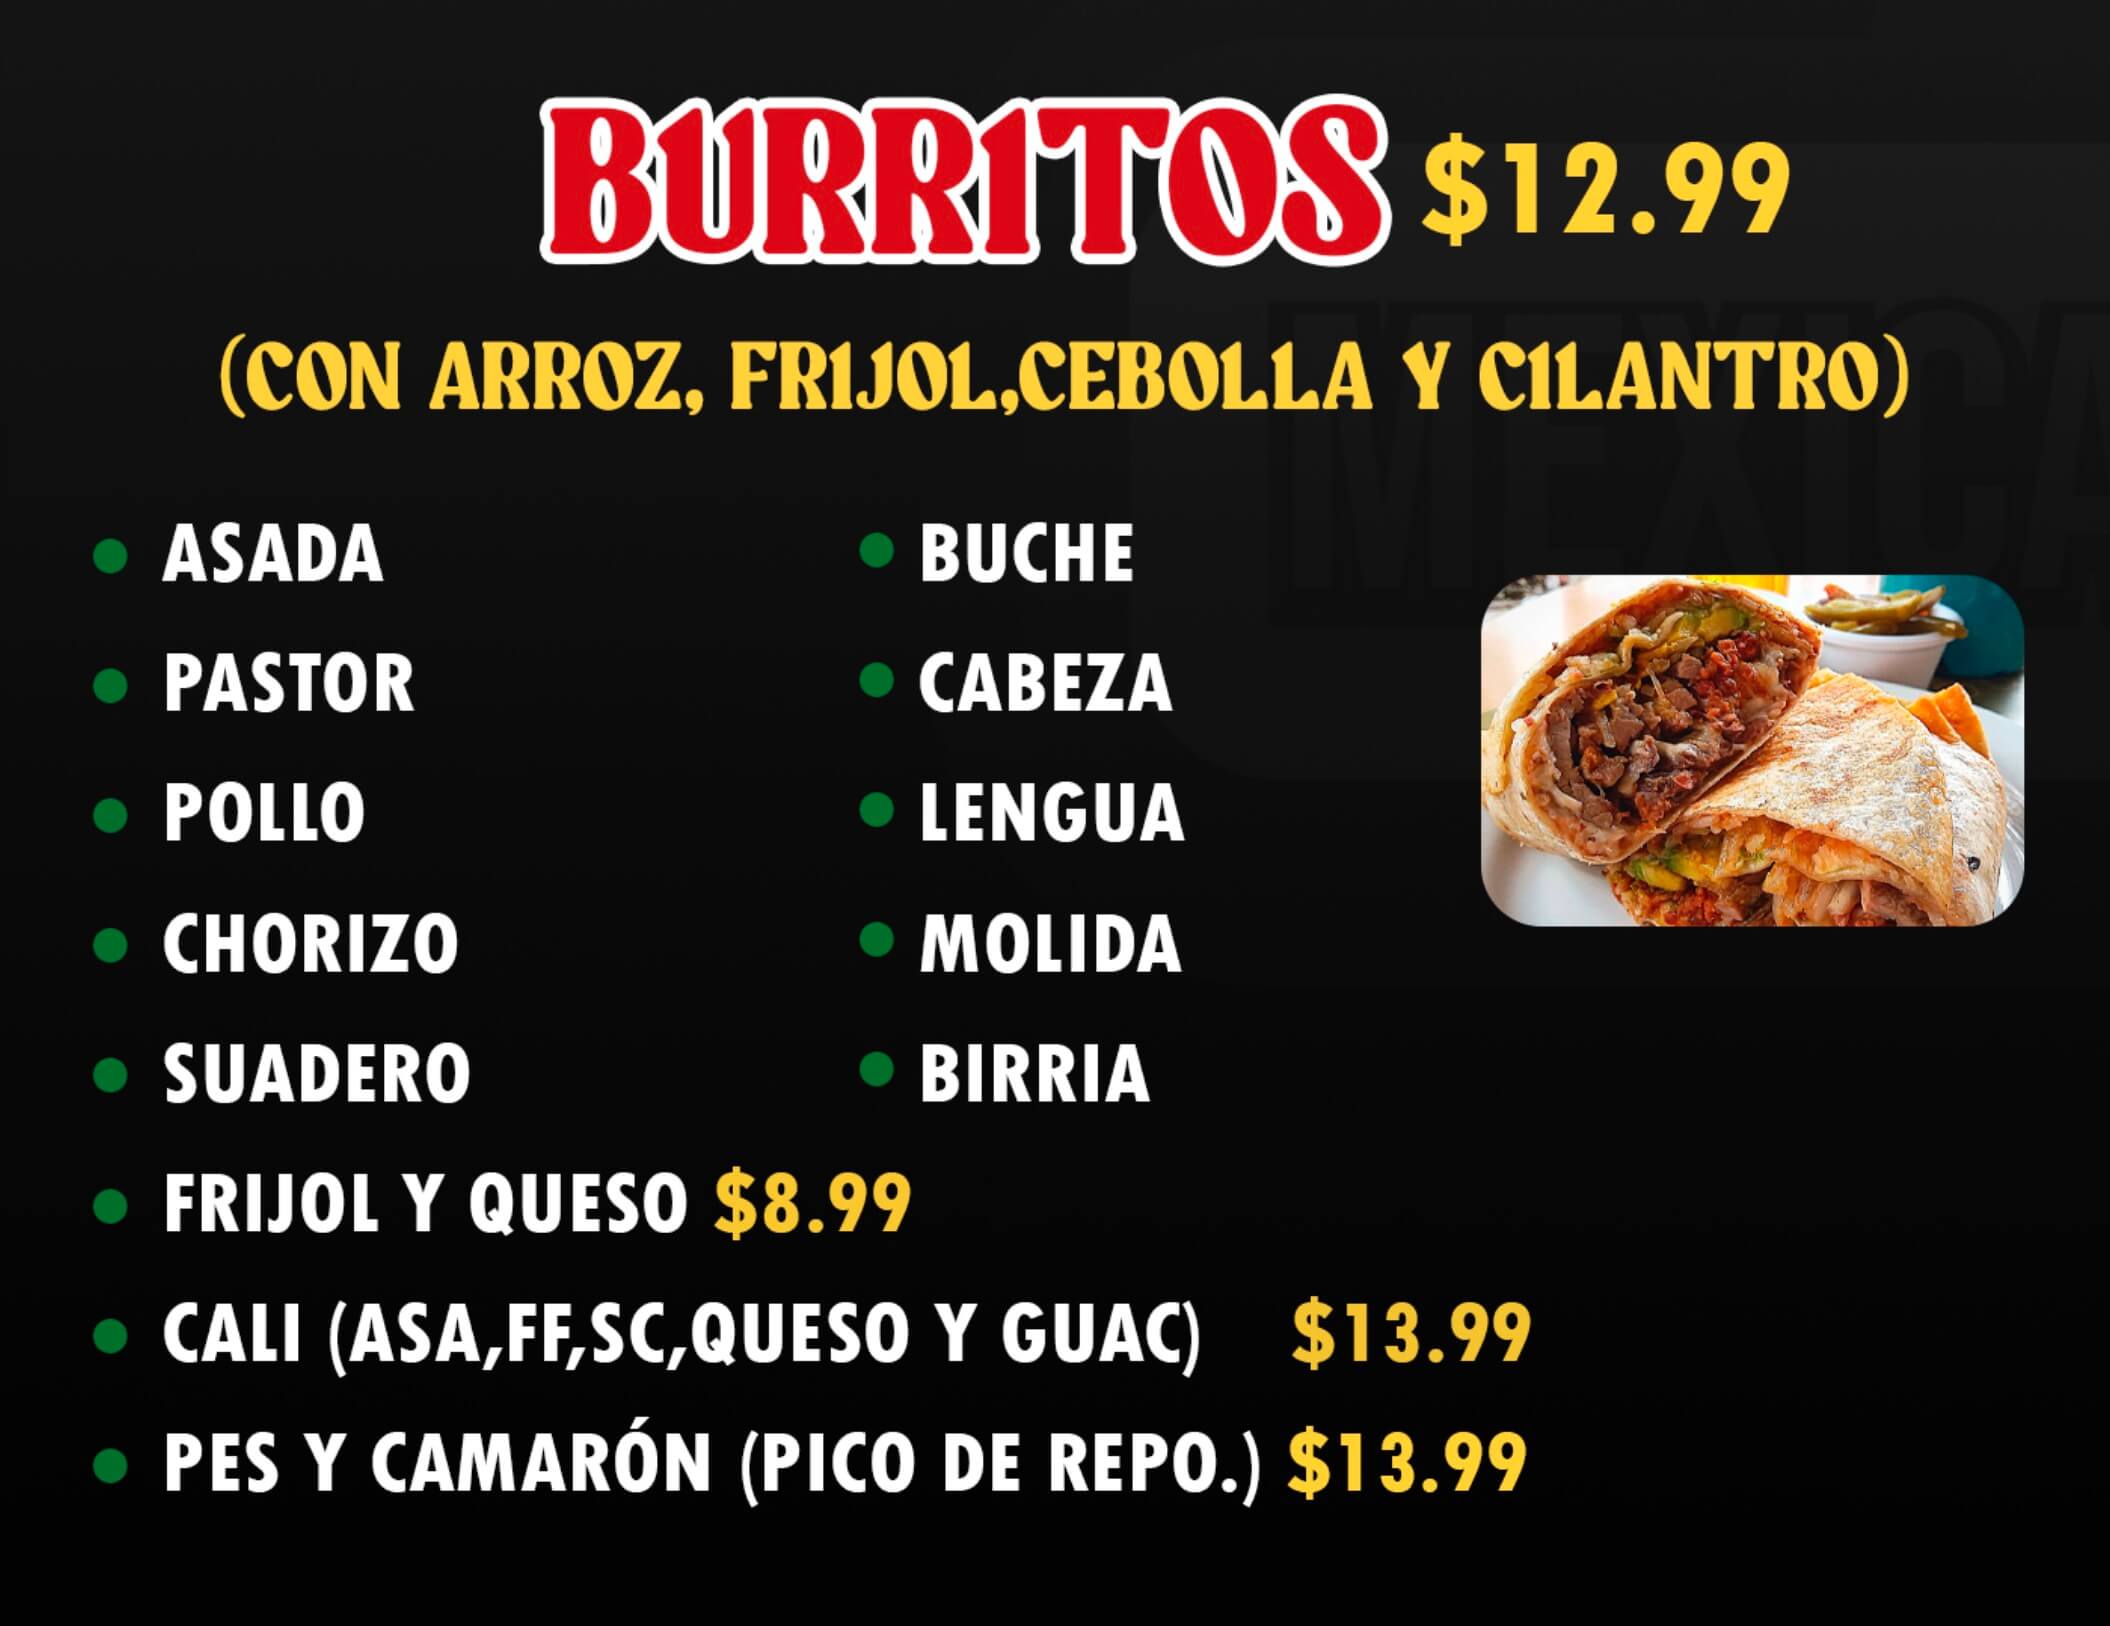 BURRITOS $12.99
(CON ARROZ, FRIJOL,CEBOLLA Y CILANTRO)
ASADA
PASTOR
POLLO
CHORIZO
SUADERO
BUCHE
CABEZA
LENGUA
MOLIDA
BIRRIA
FRIJOL Y QUESO $8.99
CALI (ASA,FF,SC,QUESO Y GUAC) $13.99
PES Y CAMARÓN (PICO DE REPO.) $13.99